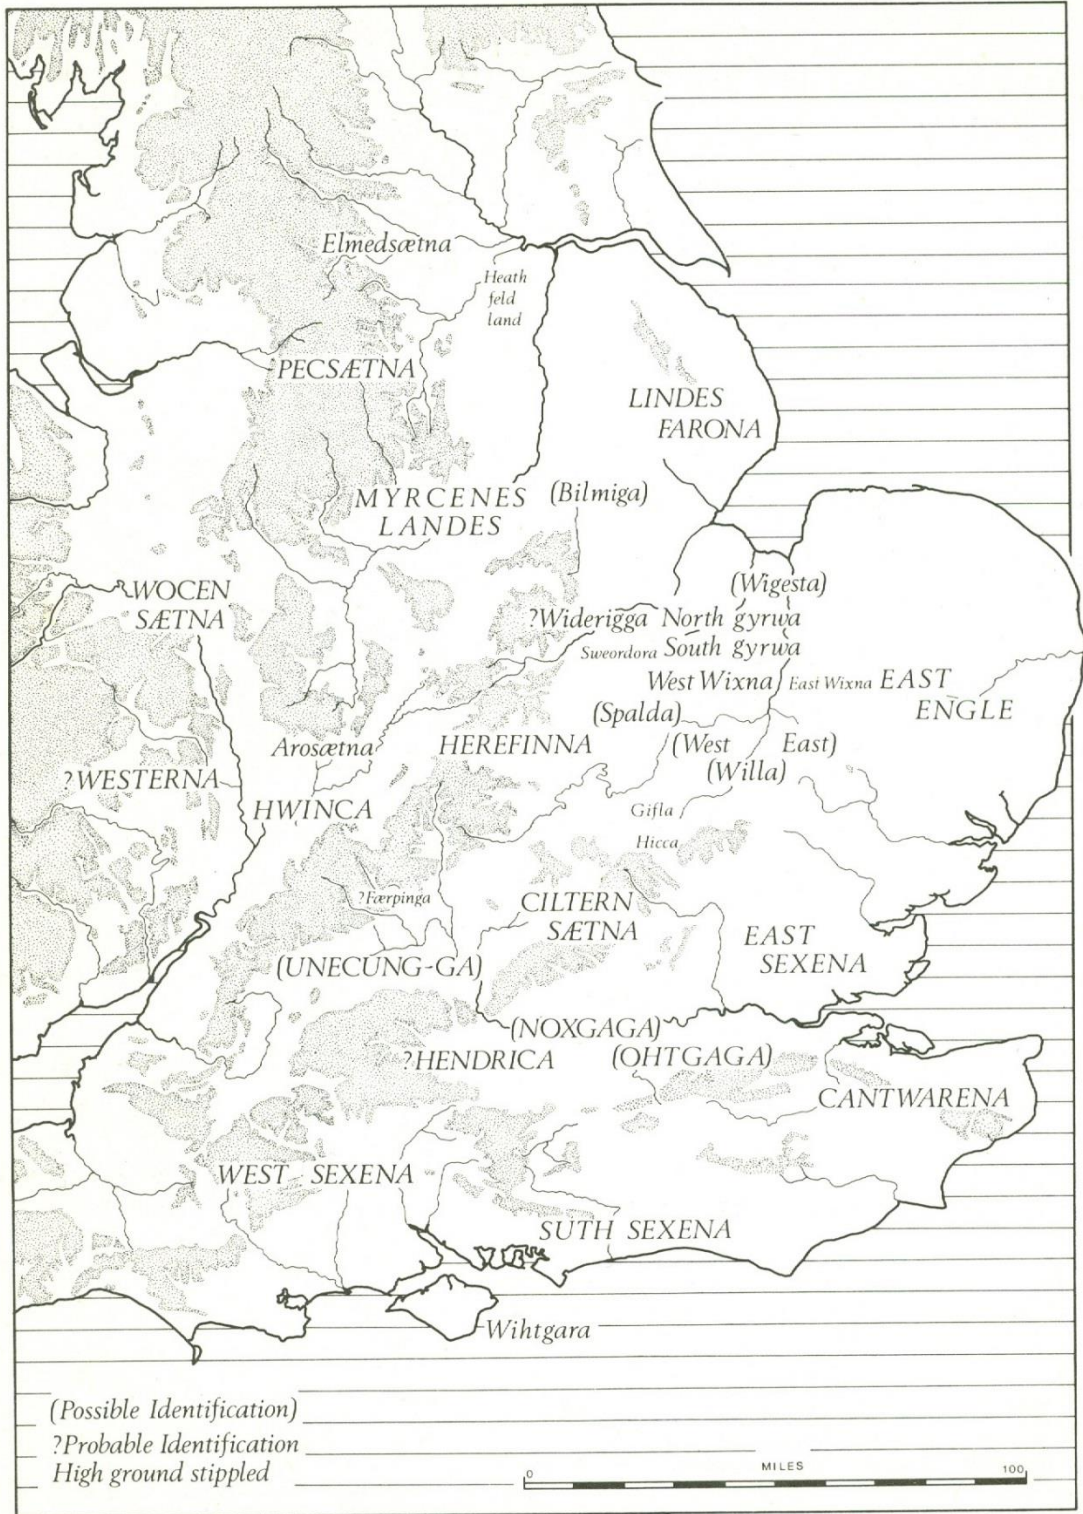 Elmedsætna
Heath
feld
land
PECSÆTNA
LINDES
FARONA
MYRCENES
LANDES
(Bilmiga)
WOCEN
SÆTNA
(Wigesta)
?Widerigga North gyrwa
Sweordora South gyrwa
West Wixna East Wixna EAST
ENGLE
(Spalda)
Arosætna
HEREFINNA
(West East)
(Willa)
?WESTERNA
HWINCA
Gifla
Hicca
?Færpinga
CILTERN
SÆTNA
EAST
SEXENA
(UNECUNG-GA)
(NOXGAGA)
?HENDRICA
(OHTGAGA)
CANTWARENA
WEST SEXENA
SUTH SEXENA
Wihtgara
(Possible Identification)
?Probable Identification
High ground stippled
0 MILES 100